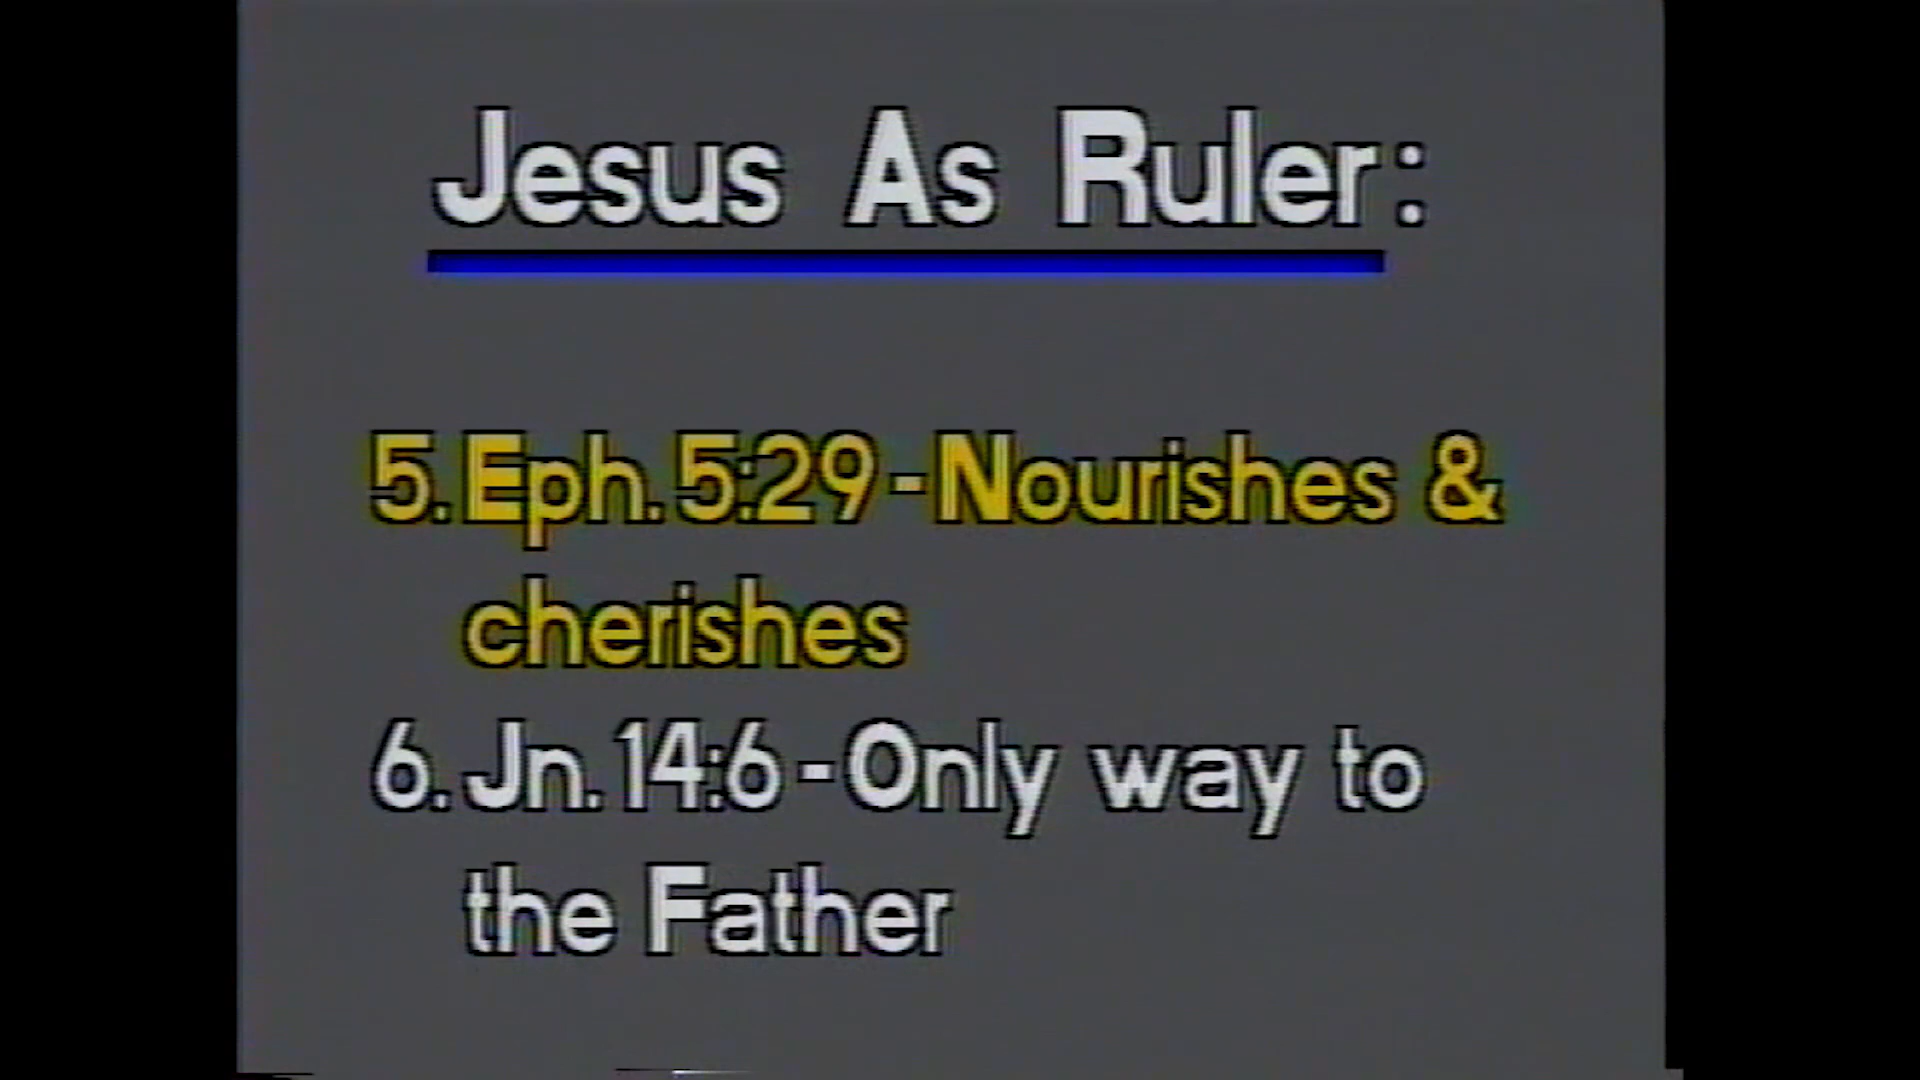 Jesus As Ruler:
5. Eph. 5:29 - Nourishes &
cherishes
6. Jn. 14:6 - Only way to
the Father